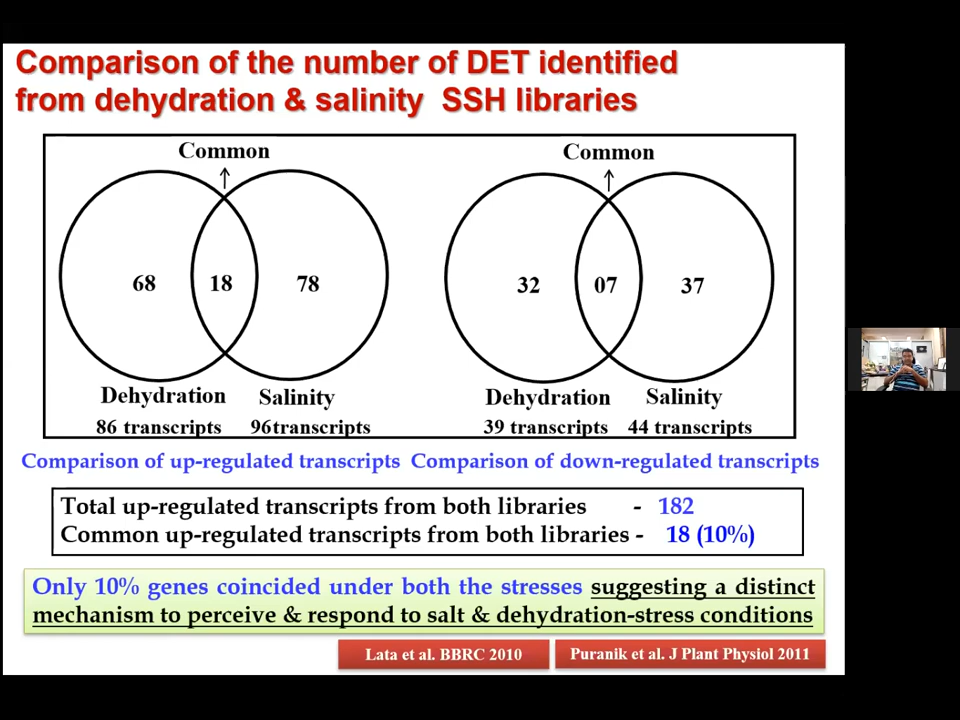 Comparison of the number of DET identified
from dehydration & salinity SSH libraries
Common
68 18 78
Dehydration Salinity
86 transcripts 96transcripts
Common
32 07 37
Dehydration Salinity
39 transcripts 44 transcripts
Comparison of up-regulated transcripts Comparison of down-regulated transcripts
Total up-regulated transcripts from both libraries - 182
Common up-regulated transcripts from both libraries - 18 (10%)
Only 10% genes coincided under both the stresses suggesting a distinct
mechanism to perceive & respond to salt & dehydration-stress conditions
Lata et al. BBRC 2010
Puranik et al. J Plant Physiol 2011